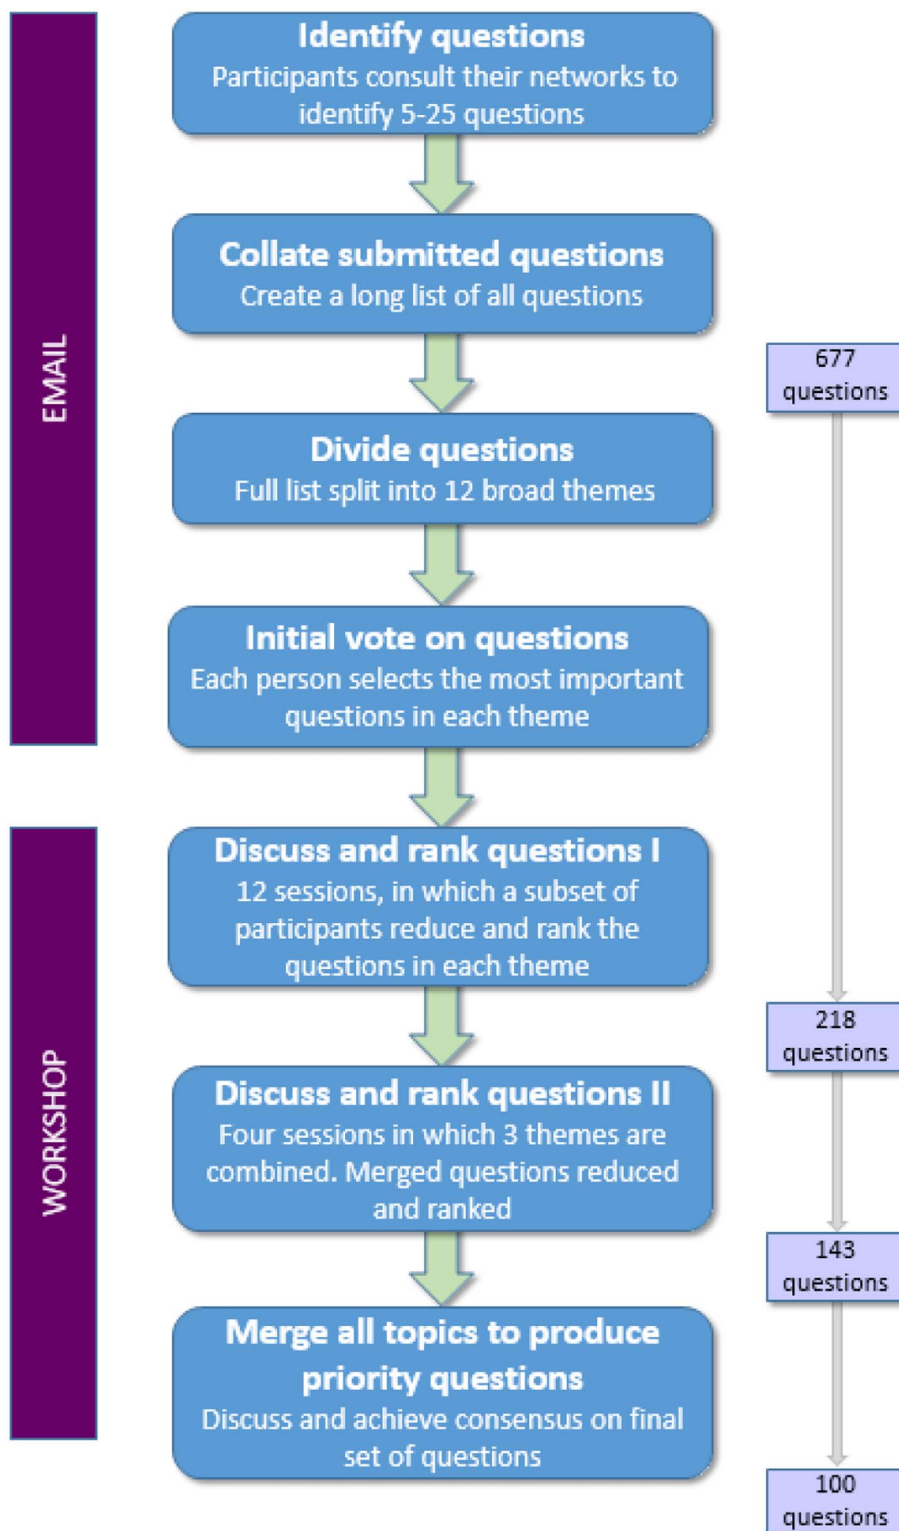 Identify questions
Participants consult their networks to
identify 5-25 questions
Collate submitted questions
Create a long list of all questions
EMAIL
677
questions
Divide questions
Full list split into 12 broad themes
Initial vote on questions
Each person selects the most important
questions in each theme
Discuss and rank questions I
12 sessions, in which a subset of
participants reduce and rank the
questions in each theme
218
questions
WORKSHOP
Discuss and rank questions II
Four sessions in which 3 themes are
combined. Merged questions reduced
and ranked
143
questions
Merge all topics to produce
priority questions
Discuss and achieve consensus on final
set of questions
100
questions